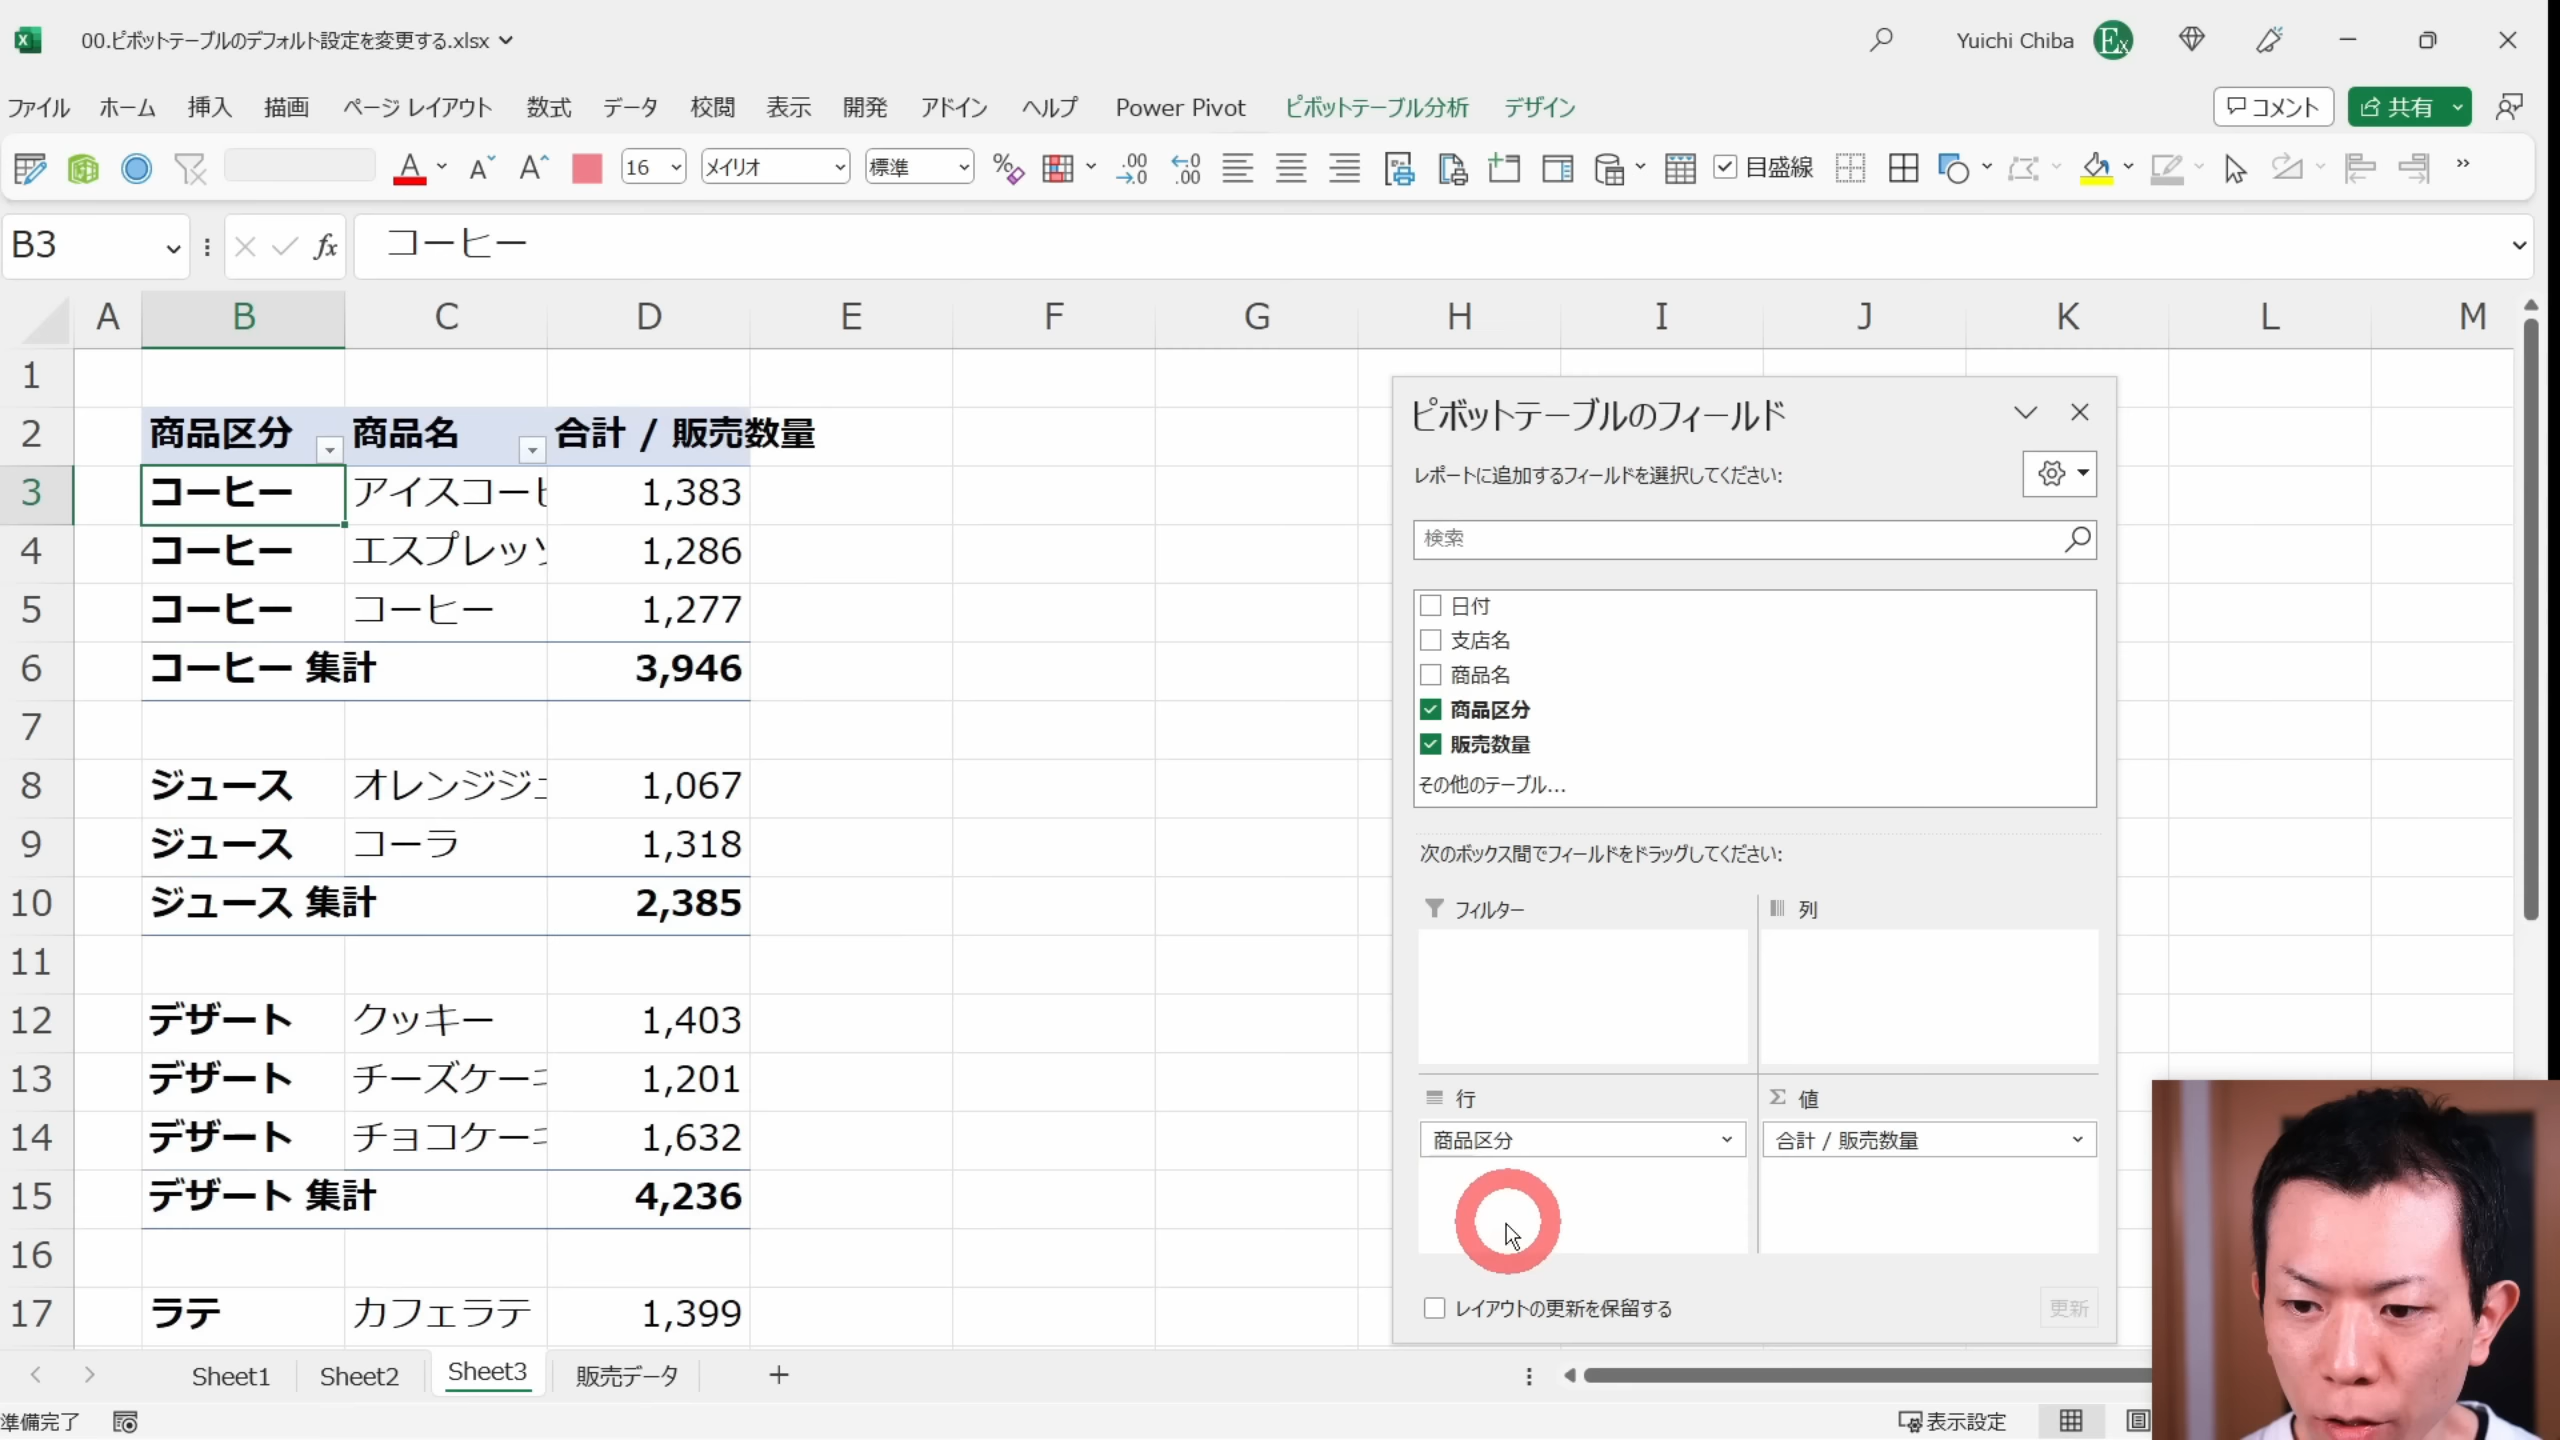 00.ピボットテーブルのデフォルト設定を変更する.xlsx
Yuichi Chiba
ファイル ホーム 挿入 描画 ページ レイアウト 数式 データ 校閲 表示 開発 アドイン ヘルプ Power Pivot ピボットテーブル分析 デザイン コメント 共有
16 メイリオ 標準 目盛線
B3 fx コーヒー
A B C D E F G H I J K L M
1
2 商品区分 商品名 合計 / 販売数量
3 コーヒー アイスコーヒ 1,383
4 コーヒー エスプレッソ 1,286
5 コーヒー コーヒー 1,277
6 コーヒー 集計 3,946
7
8 ジュース オレンジジュ 1,067
9 ジュース コーラ 1,318
10 ジュース 集計 2,385
11
12 デザート クッキー 1,403
13 デザート チーズケーキ 1,201
14 デザート チョコケーキ 1,632
15 デザート 集計 4,236
16
17 ラテ カフェラテ 1,399
ピボットテーブルのフィールド
レポートに追加するフィールドを選択してください:
検索
日付
支店名
商品名
商品区分
販売数量
その他のテーブル...
次のボックス間でフィールドをドラッグしてください:
フィルター 列
行 値
商品区分 合計 / 販売数量
レイアウトの更新を保留する 更新
Sheet1 Sheet2 Sheet3 販売データ
準備完了 表示設定